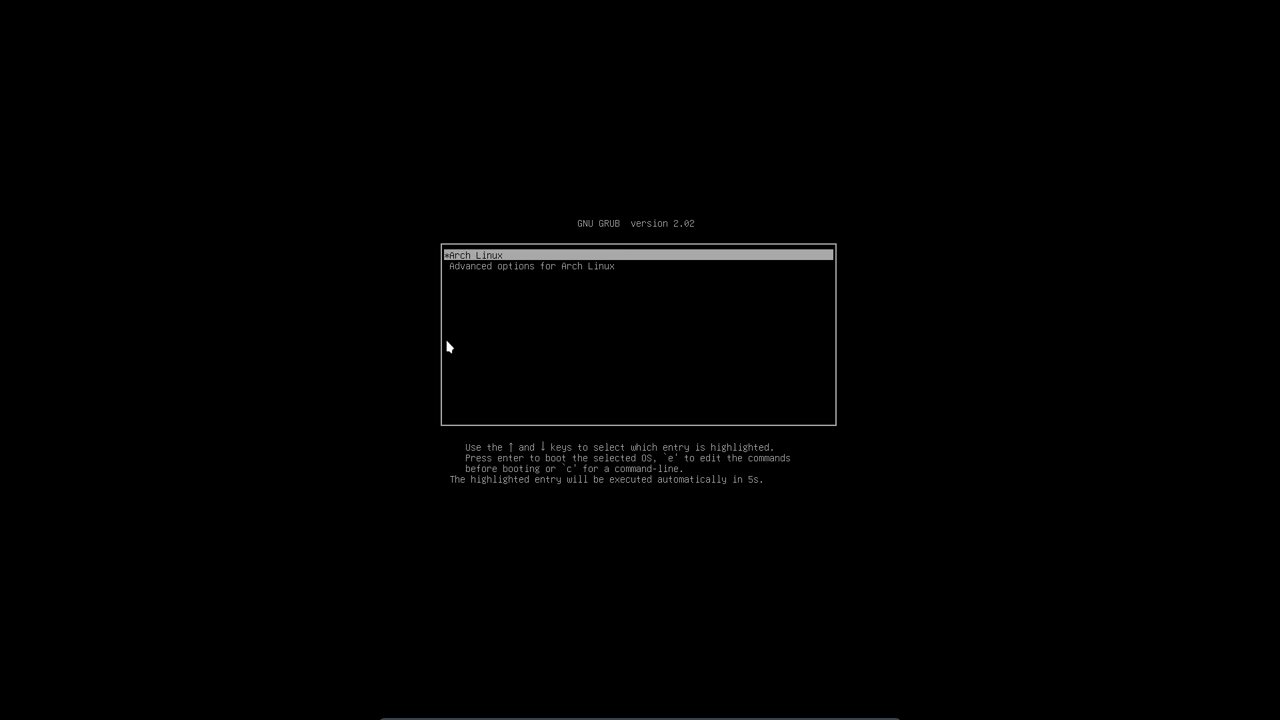 GNU GRUB  version 2.02
*Arch Linux
Advanced options for Arch Linux
Use the ↑ and ↓ keys to select which entry is highlighted.
Press enter to boot the selected OS, `e' to edit the commands
before booting or `c' for a command-line.
The highlighted entry will be executed automatically in 5s.